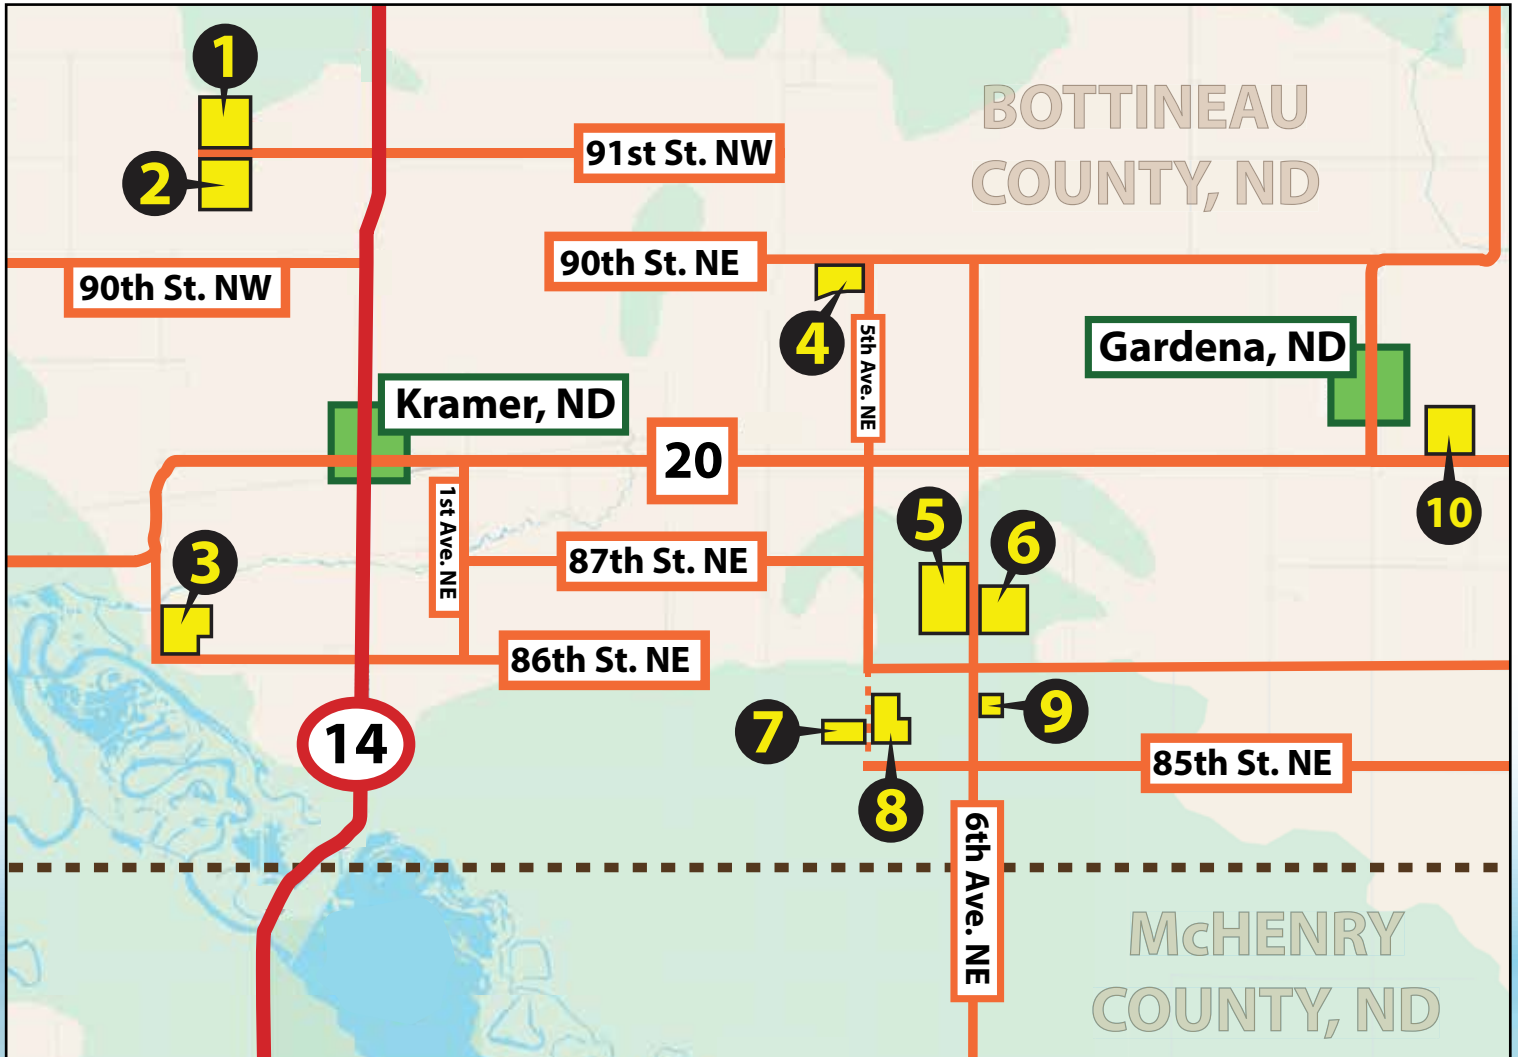 1
BOTTINEAU
COUNTY, ND
91st St. NW
2
90th St. NE
90th St. NW
4
5th Ave. NE
Gardena, ND
Kramer, ND
20
10
1st Ave. NE
5
6
87th St. NE
3
86th St. NE
7
9
14
85th St. NE
8
6th Ave. NE
McHENRY
COUNTY, ND